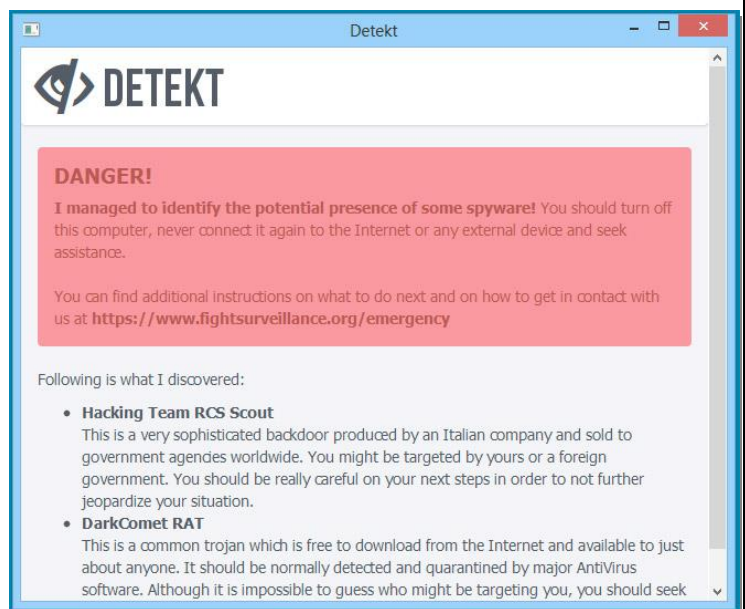 Detekt
DETEKT
DANGER!
I managed to identify the potential presence of some spyware! You should turn off
this computer, never connect it again to the Internet or any external device and seek
assistance.
You can find additional instructions on what to do next and on how to get in contact with
us at https://www.fightsurveillance.org/emergency
Following is what I discovered:
• Hacking Team RCS Scout
This is a very sophisticated backdoor produced by an Italian company and sold to
government agencies worldwide. You might be targeted by yours or a foreign
government. You should be really careful on your next steps in order to not further
jeopardize your situation.
• DarkComet RAT
This is a common trojan which is free to download from the Internet and available to just
about anyone. It should be normally detected and quarantined by major AntiVirus
software. Although it is impossible to guess who might be targeting you, you should seek